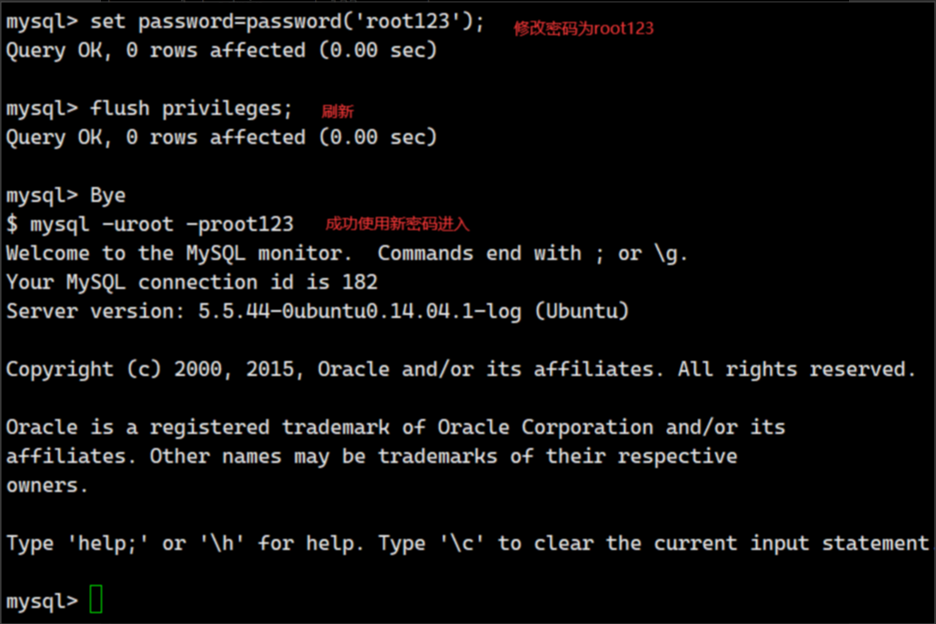 mysql> set password=password('root123'); 修改密码为root123
Query OK, 0 rows affected (0.00 sec)
mysql> flush privileges; 刷新
Query OK, 0 rows affected (0.00 sec)
mysql> Bye
$ mysql -uroot -proot123 成功使用新密码进入
Welcome to the MySQL monitor.  Commands end with ; or \g.
Your MySQL connection id is 182
Server version: 5.5.44-0ubuntu0.14.04.1-log (Ubuntu)
Copyright (c) 2000, 2015, Oracle and/or its affiliates. All rights reserved.
Oracle is a registered trademark of Oracle Corporation and/or its
affiliates. Other names may be trademarks of their respective
owners.
Type 'help;' or '\h' for help. Type '\c' to clear the current input statement
mysql>